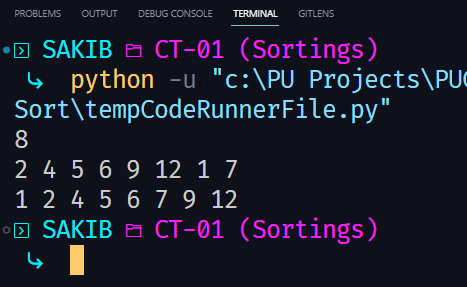 PROBLEMS OUTPUT DEBUG CONSOLE TERMINAL GITLENS
SAKIB CT-01 (Sortings)
python -u "c:\PU Projects\PUC
Sort\tempCodeRunnerFile.py"
8
2 4 5 6 9 12 1 7
1 2 4 5 6 7 9 12
SAKIB CT-01 (Sortings)